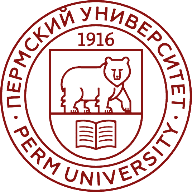 ПЕРМСКИЙ УНИВЕРСИТЕТ
1916
PERM UNIVERSITY